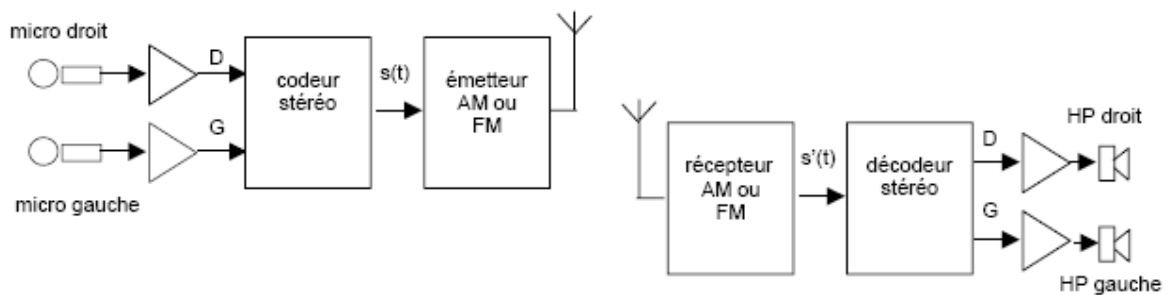 micro droit
D
codeur
stéréo
s(t)
émetteur
AM ou
FM
G
micro gauche
récepteur
AM ou
FM
s'(t)
décodeur
stéréo
D
HP droit
G
HP gauche